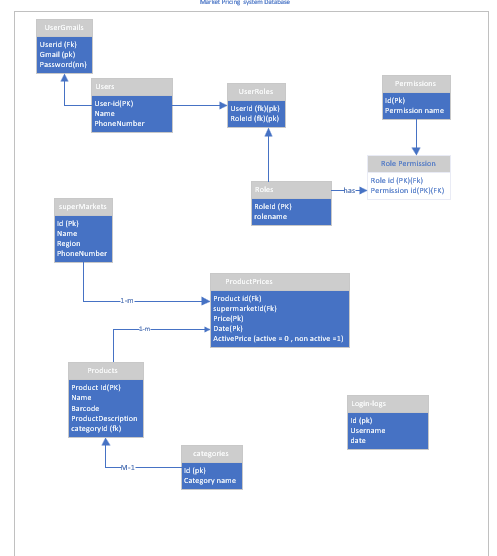 Market Pricing system Database
UserGmails
Userid (Fk)
Gmail (pk)
Password(nn)
Users
User-id(PK)
Name
PhoneNumber
UserRoles
UserId (fk)(pk)
RoleId (fk)(pk)
Permissions
Id(Pk)
Permission name
Role Permission
Role Id (PK)(Fk)
Permission Id(PK)(FK)
Roles
RoleId (PK)
rolename
has
superMarkets
Id (Pk)
Name
Region
PhoneNumber
ProductPrices
Product id(Fk)
supermarketId(Fk)
Price(Pk)
Date(Pk)
ActivePrice (active = 0 , non active =1)
1-m
1-m
Products
Product Id(PK)
Name
Barcode
ProductDescription
categoryId (fk)
Login-logs
Id (pk)
Username
date
categories
Id (pk)
Category name
M-1